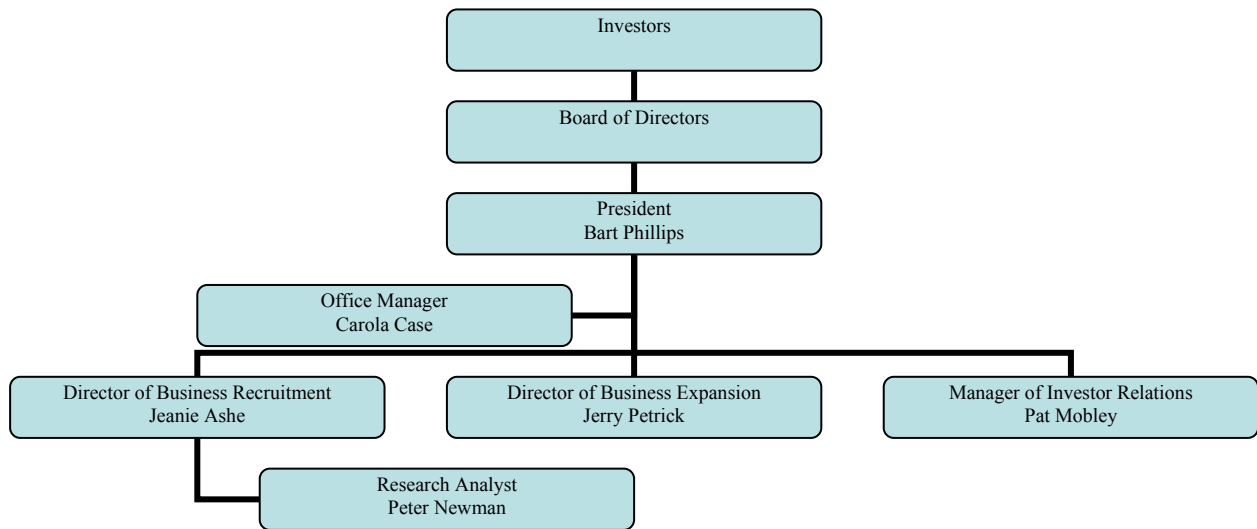 Investors
Board of Directors
President
Bart Phillips
Office Manager
Carola Case
Director of Business Recruitment
Jeanie Ashe
Director of Business Expansion
Jerry Petrick
Manager of Investor Relations
Pat Mobley
Research Analyst
Peter Newman